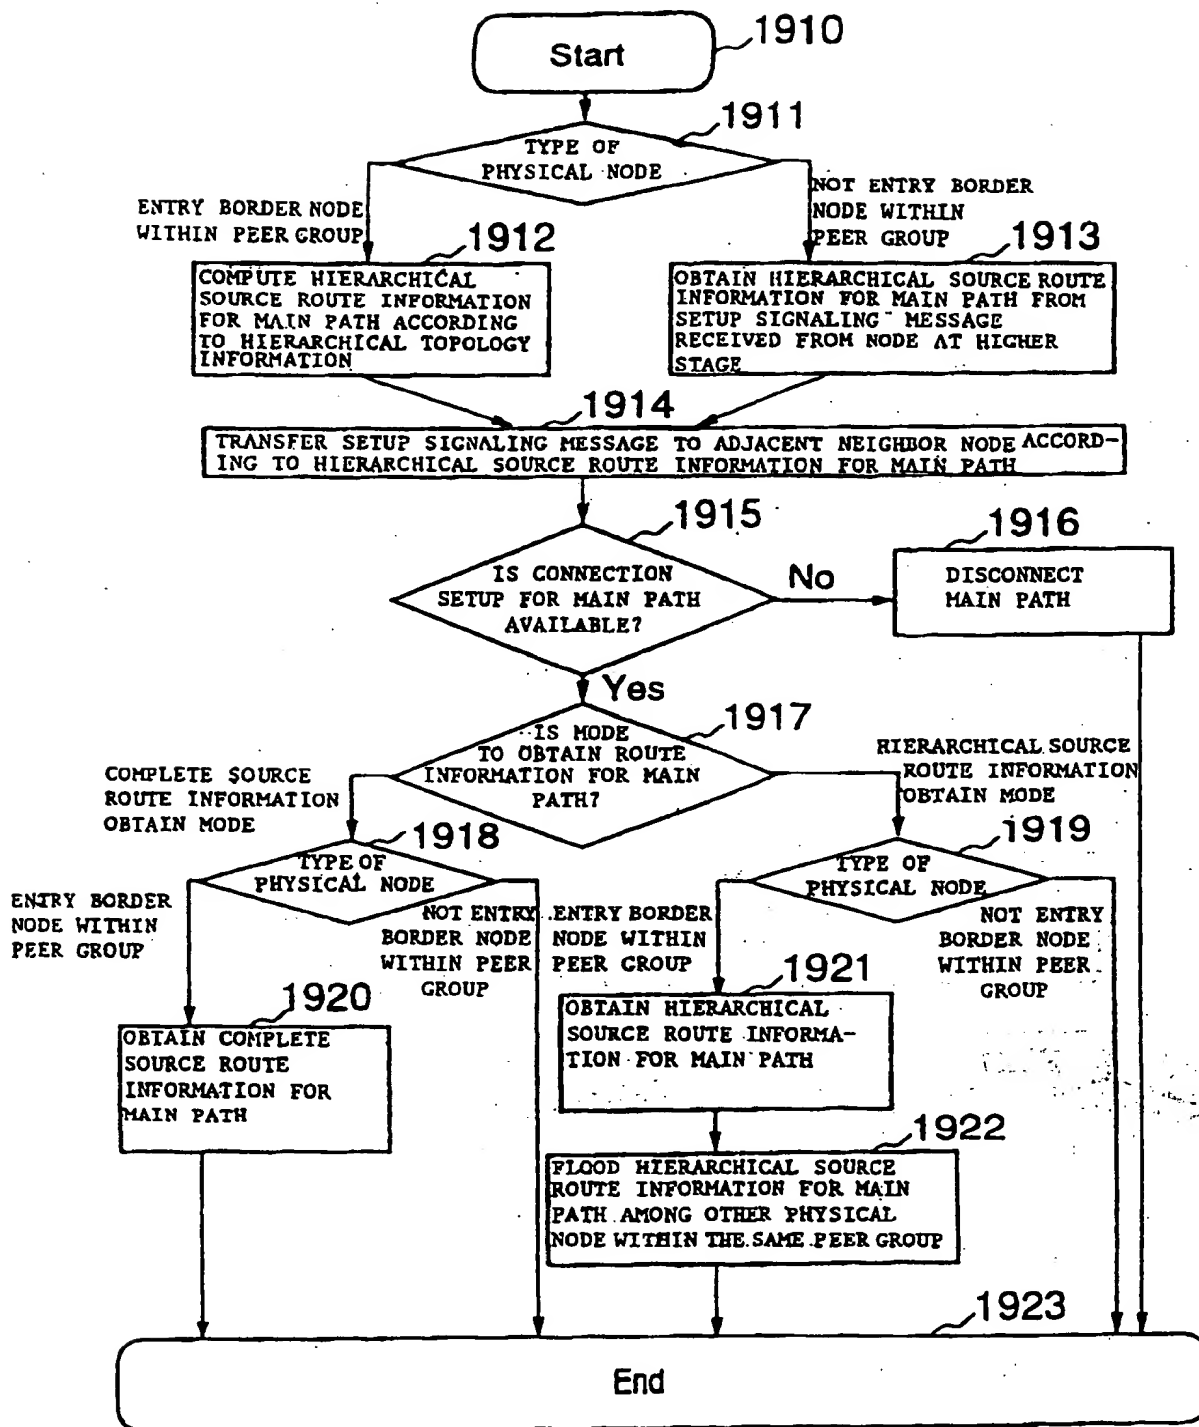 1910
Start
1911
TYPE OF
PHYSICAL NODE
ENTRY BORDER NODE
WITHIN PEER GROUP
NOT ENTRY BORDER
NODE WITHIN
PEER GROUP
1912
COMPUTE HIERARCHICAL
SOURCE ROUTE INFORMATION
FOR MAIN PATH ACCORDING
TO HIERARCHICAL TOPOLOGY
INFORMATION
1913
OBTAIN HIERARCHICAL SOURCE ROUTE
INFORMATION FOR MAIN PATH FROM
SETUP SIGNALING MESSAGE
RECEIVED FROM NODE AT HIGHER
STAGE
1914
TRANSFER SETUP SIGNALING MESSAGE TO ADJACENT NEIGHBOR NODE ACCORD-
ING TO HIERARCHICAL SOURCE ROUTE INFORMATION FOR MAIN PATH
1915
IS CONNECTION
SETUP FOR MAIN PATH
AVAILABLE?
No
1916
DISCONNECT
MAIN PATH
Yes
1917
IS MODE
TO OBTAIN ROUTE
INFORMATION FOR MAIN
PATH?
COMPLETE SOURCE
ROUTE INFORMATION
OBTAIN MODE
HIERARCHICAL SOURCE
ROUTE INFORMATION
OBTAIN MODE
1918
TYPE OF
PHYSICAL NODE
1919
TYPE OF
PHYSICAL NODE
ENTRY BORDER
NODE WITHIN
PEER GROUP
NOT ENTRY
BORDER NODE
WITHIN PEER
GROUP
ENTRY BORDER
NODE WITHIN
PEER GROUP
NOT ENTRY
BORDER NODE
WITHIN PEER
GROUP
1920
OBTAIN COMPLETE
SOURCE ROUTE
INFORMATION FOR
MAIN PATH
1921
OBTAIN HIERARCHICAL
SOURCE ROUTE INFORMA-
TION FOR MAIN PATH
1922
FLOOD HIERARCHICAL SOURCE
ROUTE INFORMATION FOR MAIN
PATH AMONG OTHER PHYSICAL
NODE WITHIN THE SAME PEER GROUP
1923
End